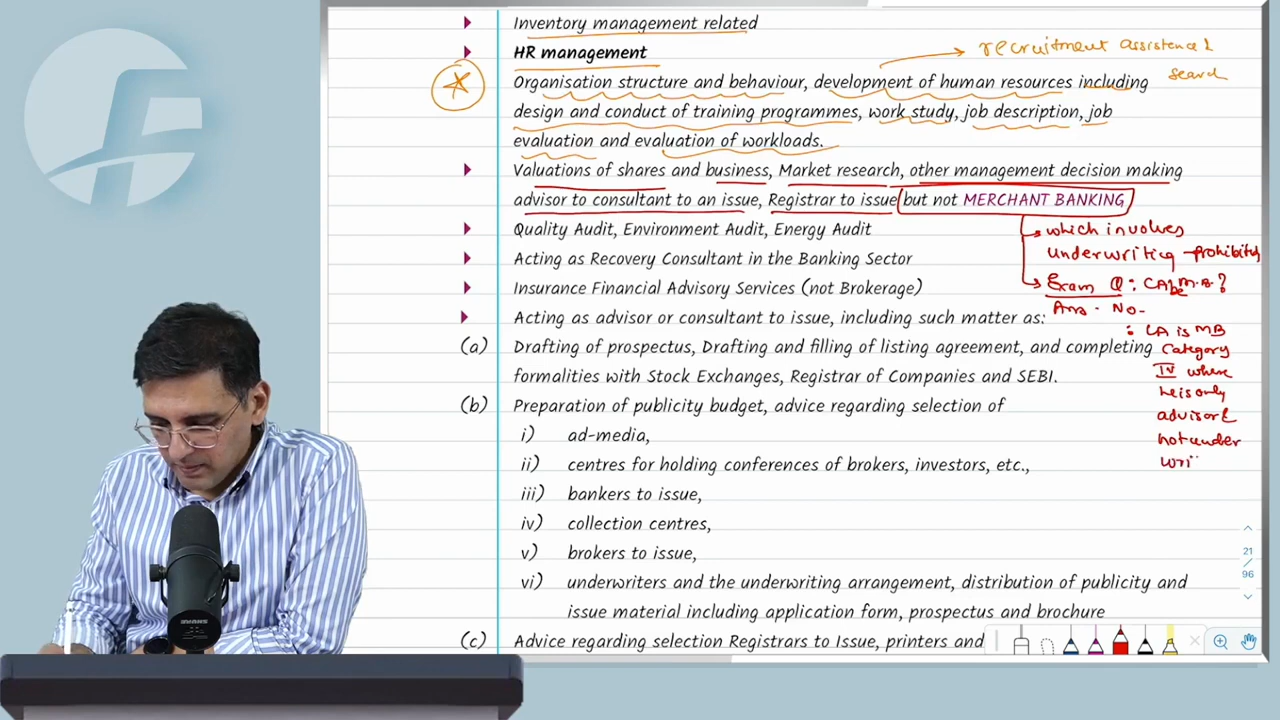 Inventory management related
HR management
recruitment assistance &
search
Organisation structure and behaviour, development of human resources including
design and conduct of training programmes, work study, job description, job
evaluation and evaluation of workloads.
Valuations of shares and business, Market research, other management decision making
advisor to consultant to an issue, Registrar to issue but not MERCHANT BANKING
Quality Audit, Environment Audit, Energy Audit
which involves
underwriting - prohibited
Acting as Recovery Consultant in the Banking Sector
Insurance Financial Advisory Services (not Brokerage)
Exam Q : CA be M.B.?
Ans - No -
Acting as advisor or consultant to issue, including such matter as:
: CA is MB
Category
IV where
he is only
advisor &
not under
wri
(a) Drafting of prospectus, Drafting and filling of listing agreement, and completing
formalities with Stock Exchanges, Registrar of Companies and SEBI.
(b) Preparation of publicity budget, advice regarding selection of
i) ad-media,
ii) centres for holding conferences of brokers, investors, etc.,
iii) bankers to issue,
iv) collection centres,
v) brokers to issue,
vi) underwriters and the underwriting arrangement, distribution of publicity and
issue material including application form, prospectus and brochure
(c) Advice regarding selection Registrars to Issue, printers and
21
/
96
SHURE